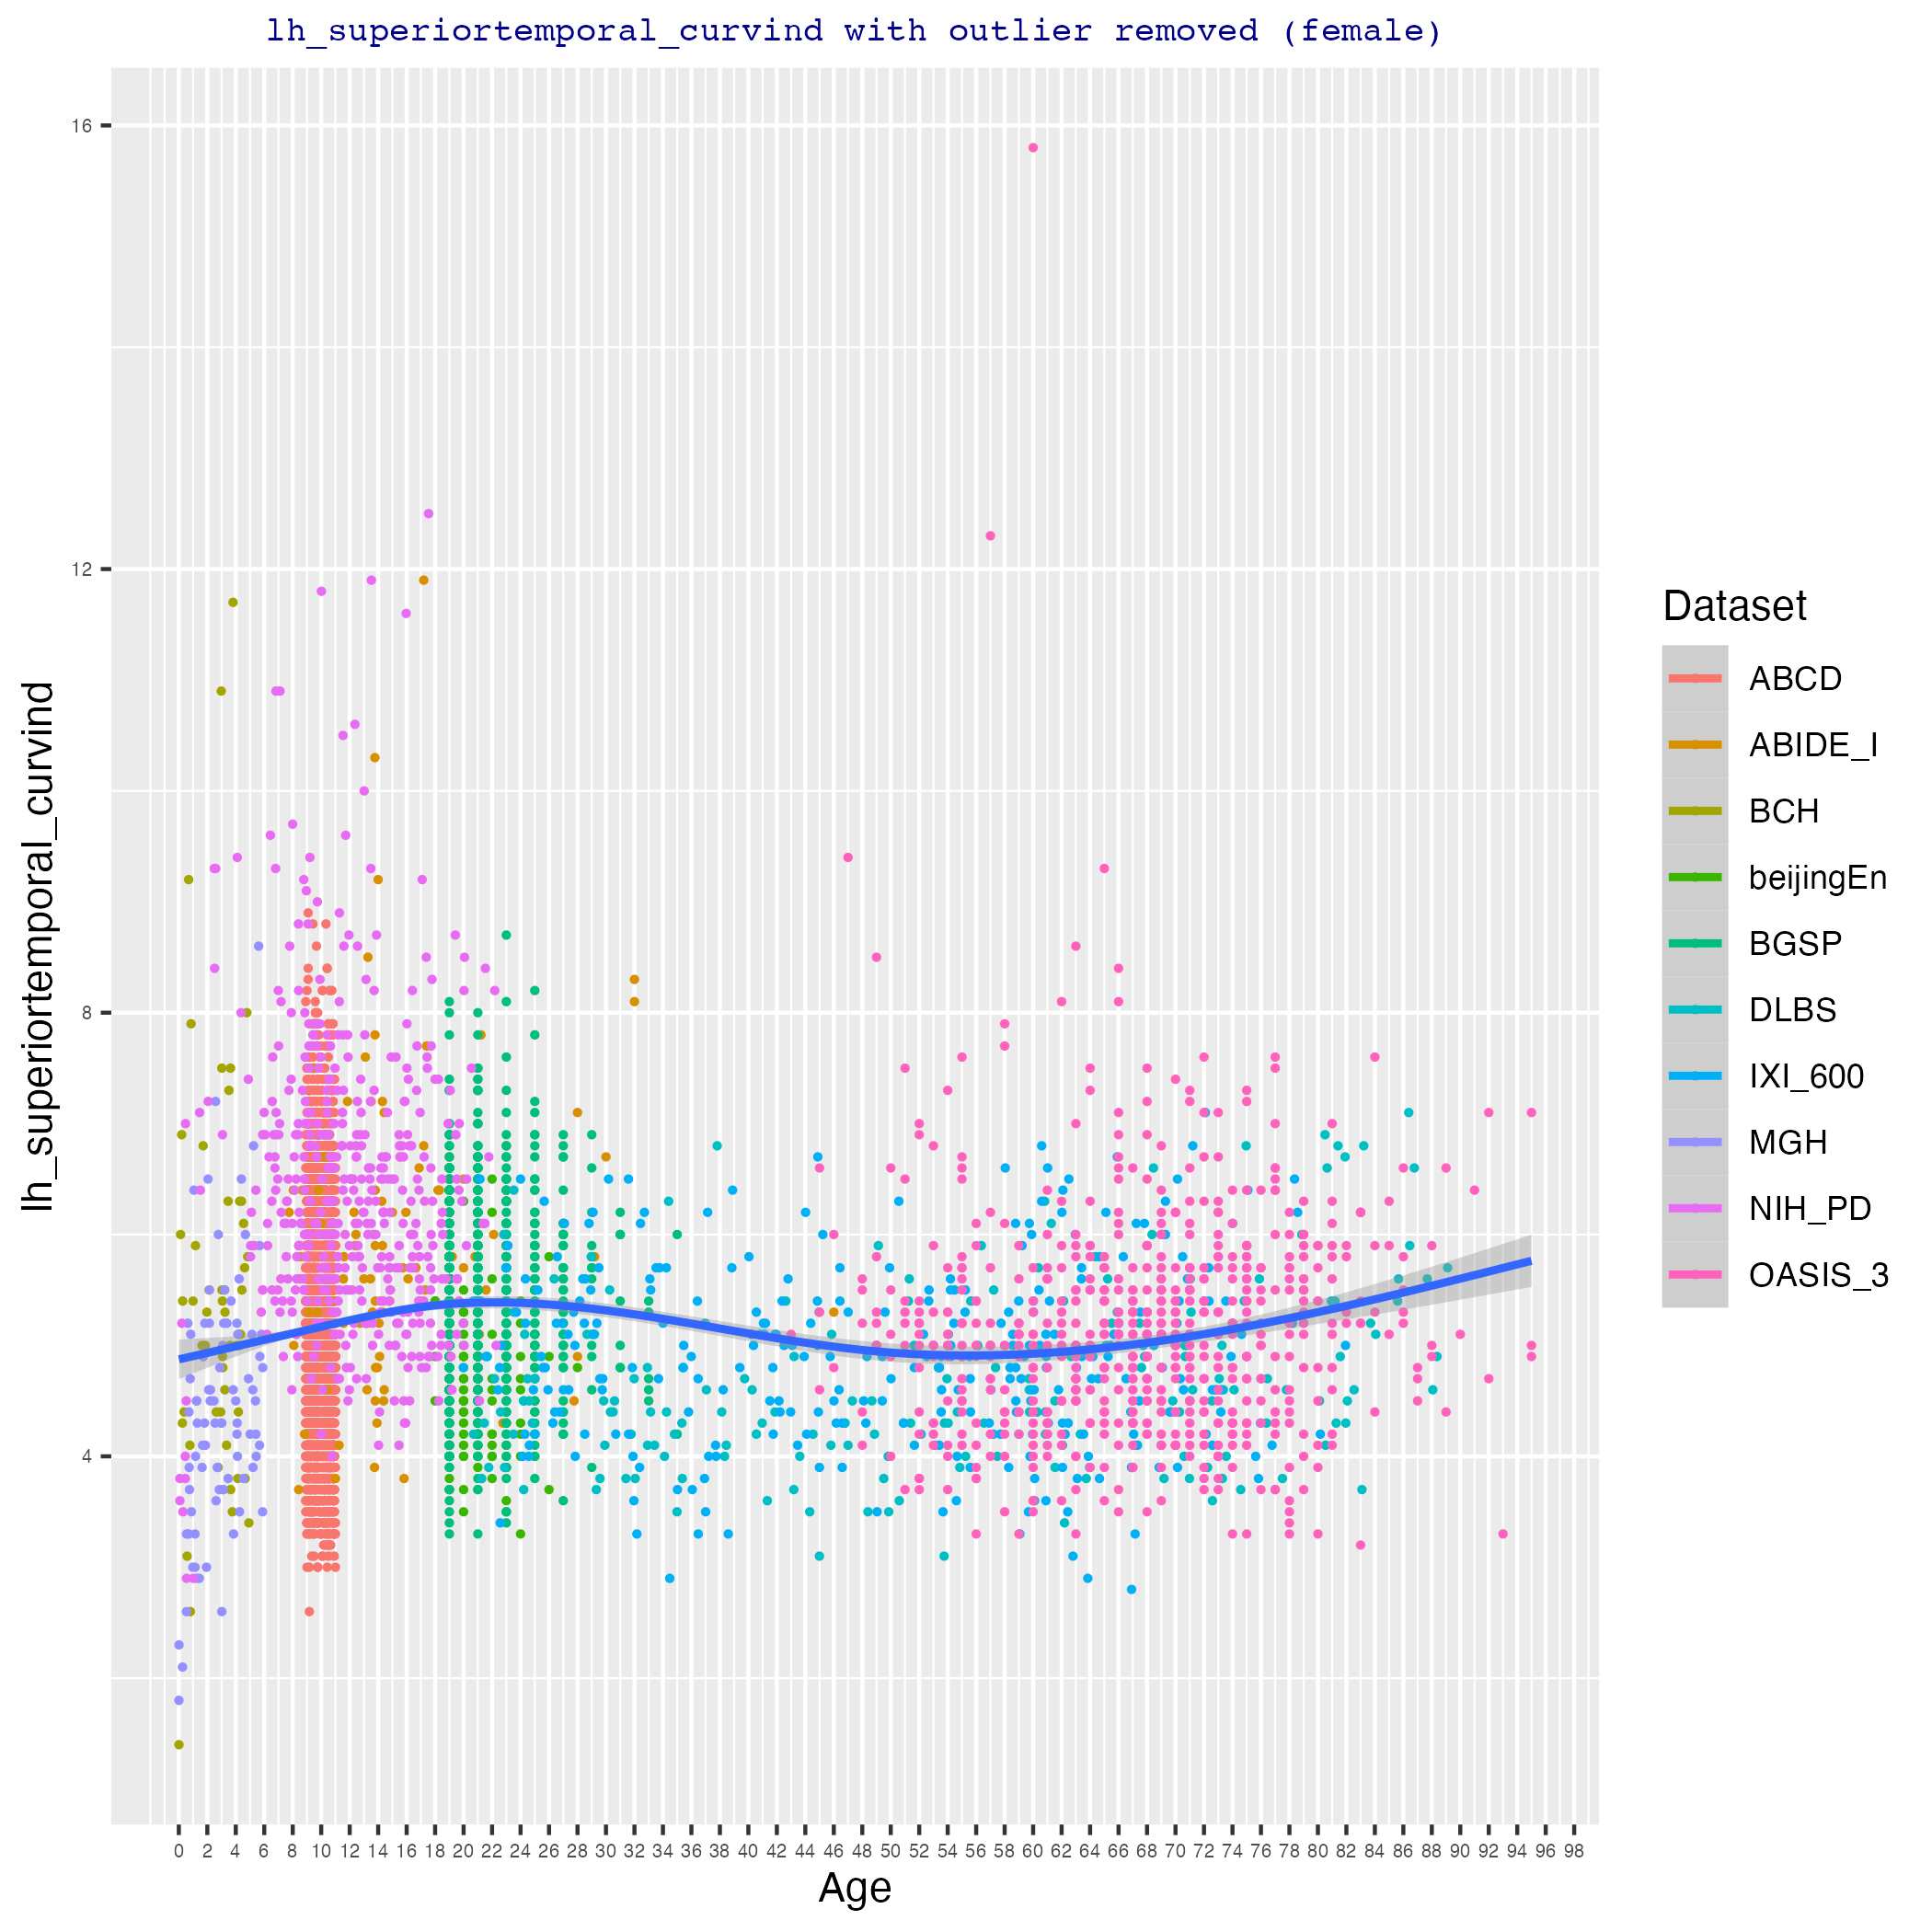 lh_superiortemporal_curvind with outlier removed (female)
lh_superiortemporal_curvind
16
12
8
4
0 2 4 6 8 10 12 14 16 18 20 22 24 26 28 30 32 34 36 38 40 42 44 46 48 50 52 54 56 58 60 62 64 66 68 70 72 74 76 78 80 82 84 86 88 90 92 94 96 98
Age
Dataset
ABCD
ABIDE_I
BCH
beijingEn
BGSP
DLBS
IXI_600
MGH
NIH_PD
OASIS_3